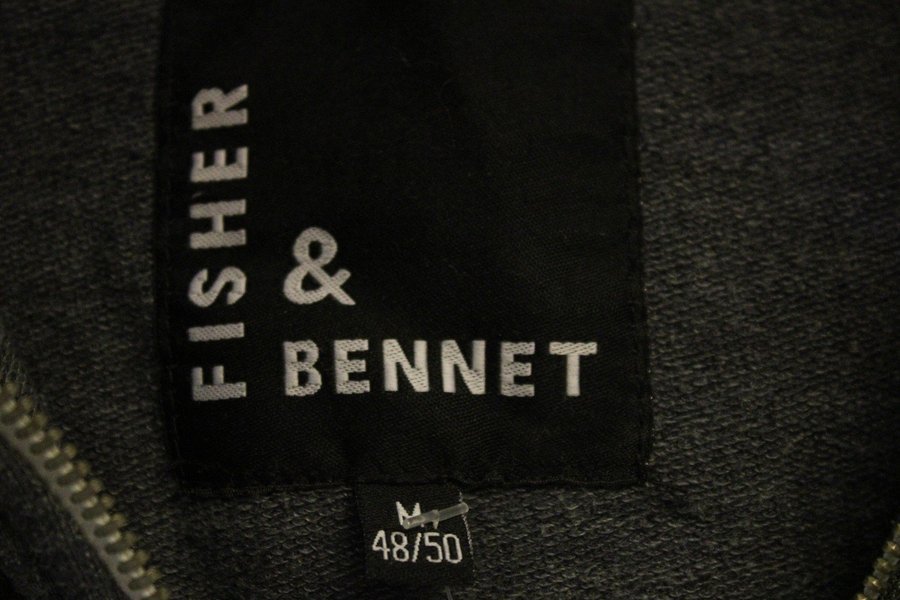 FISHER
&
BENNET
M
48/50